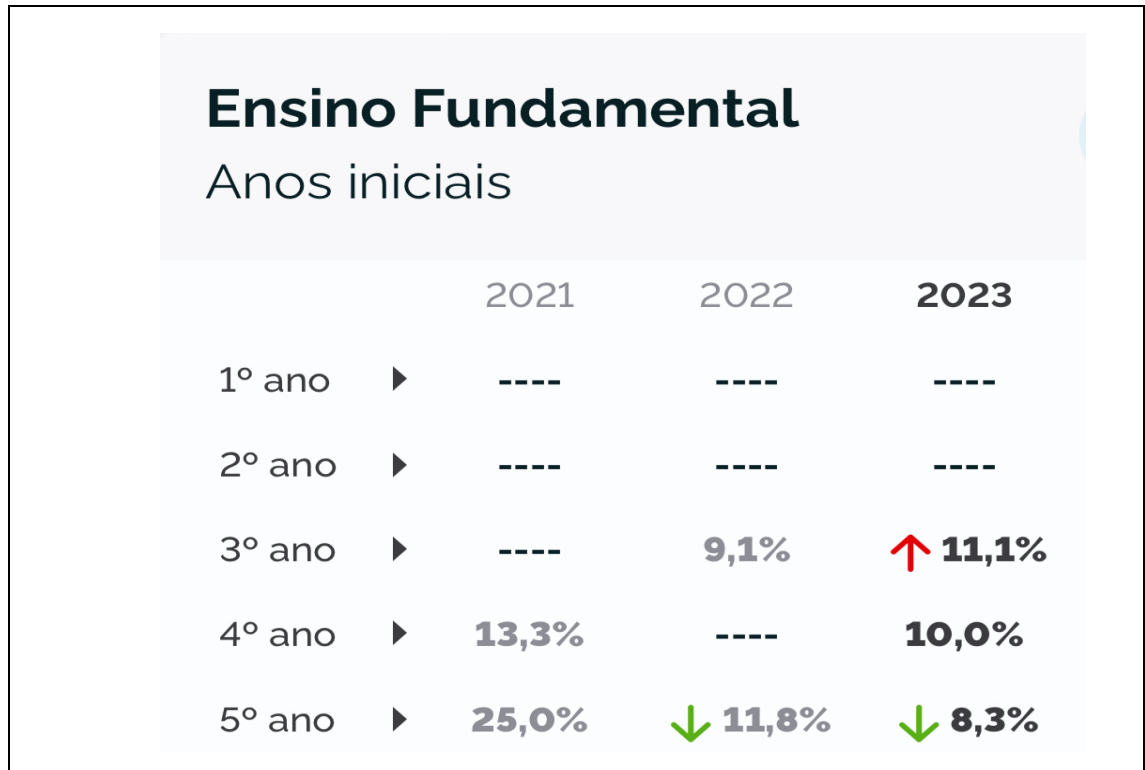 Ensino Fundamental
Anos iniciais
2021 2022 2023
1º ano ---- ---- ----
2º ano ---- ---- ----
3º ano ---- 9,1% 11,1%
4º ano 13,3% ---- 10,0%
5º ano 25,0% 11,8% 8,3%